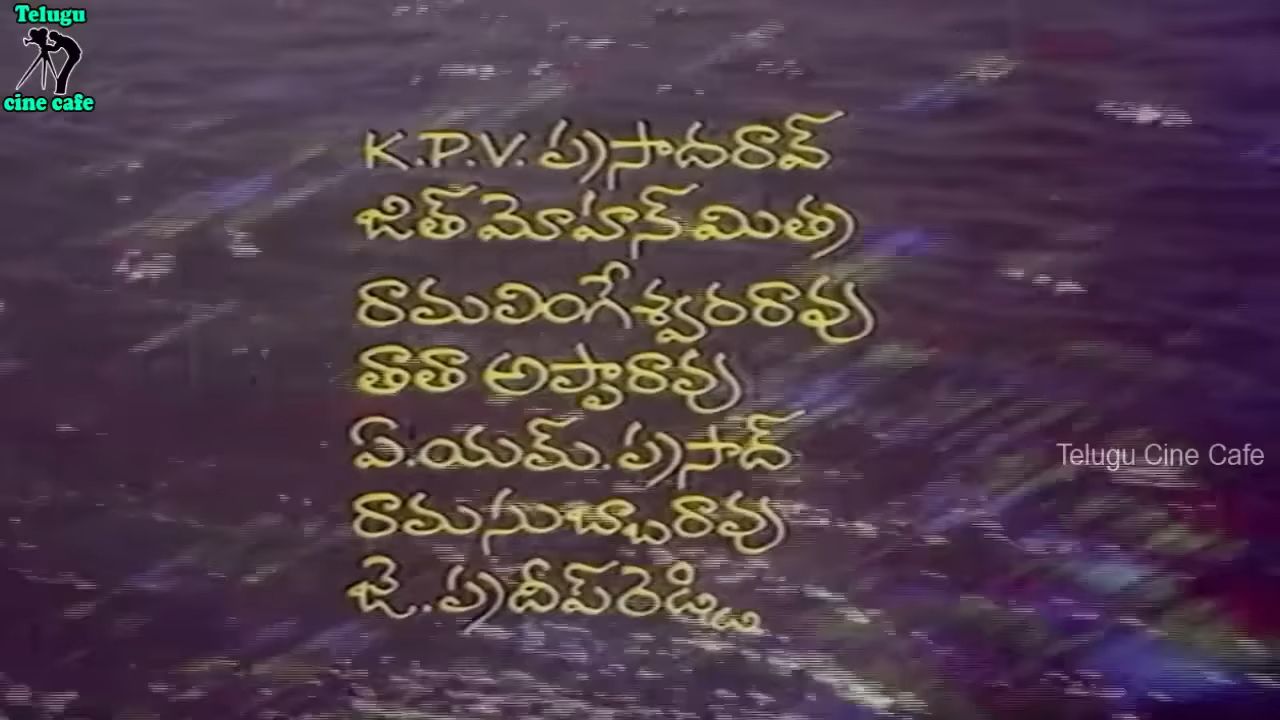 Telugu
cine cafe
K.P.V. ప్రసాదరావ్
జిత్ మోహన్ మిత్ర
రామలింగేశ్వరరావు
తాతా అప్పారావు
ఏ.యమ్. ప్రసాద్
Telugu Cine Cafe
రామసుబ్బారావు
జె.. ప్రదీప్ రెడ్డి